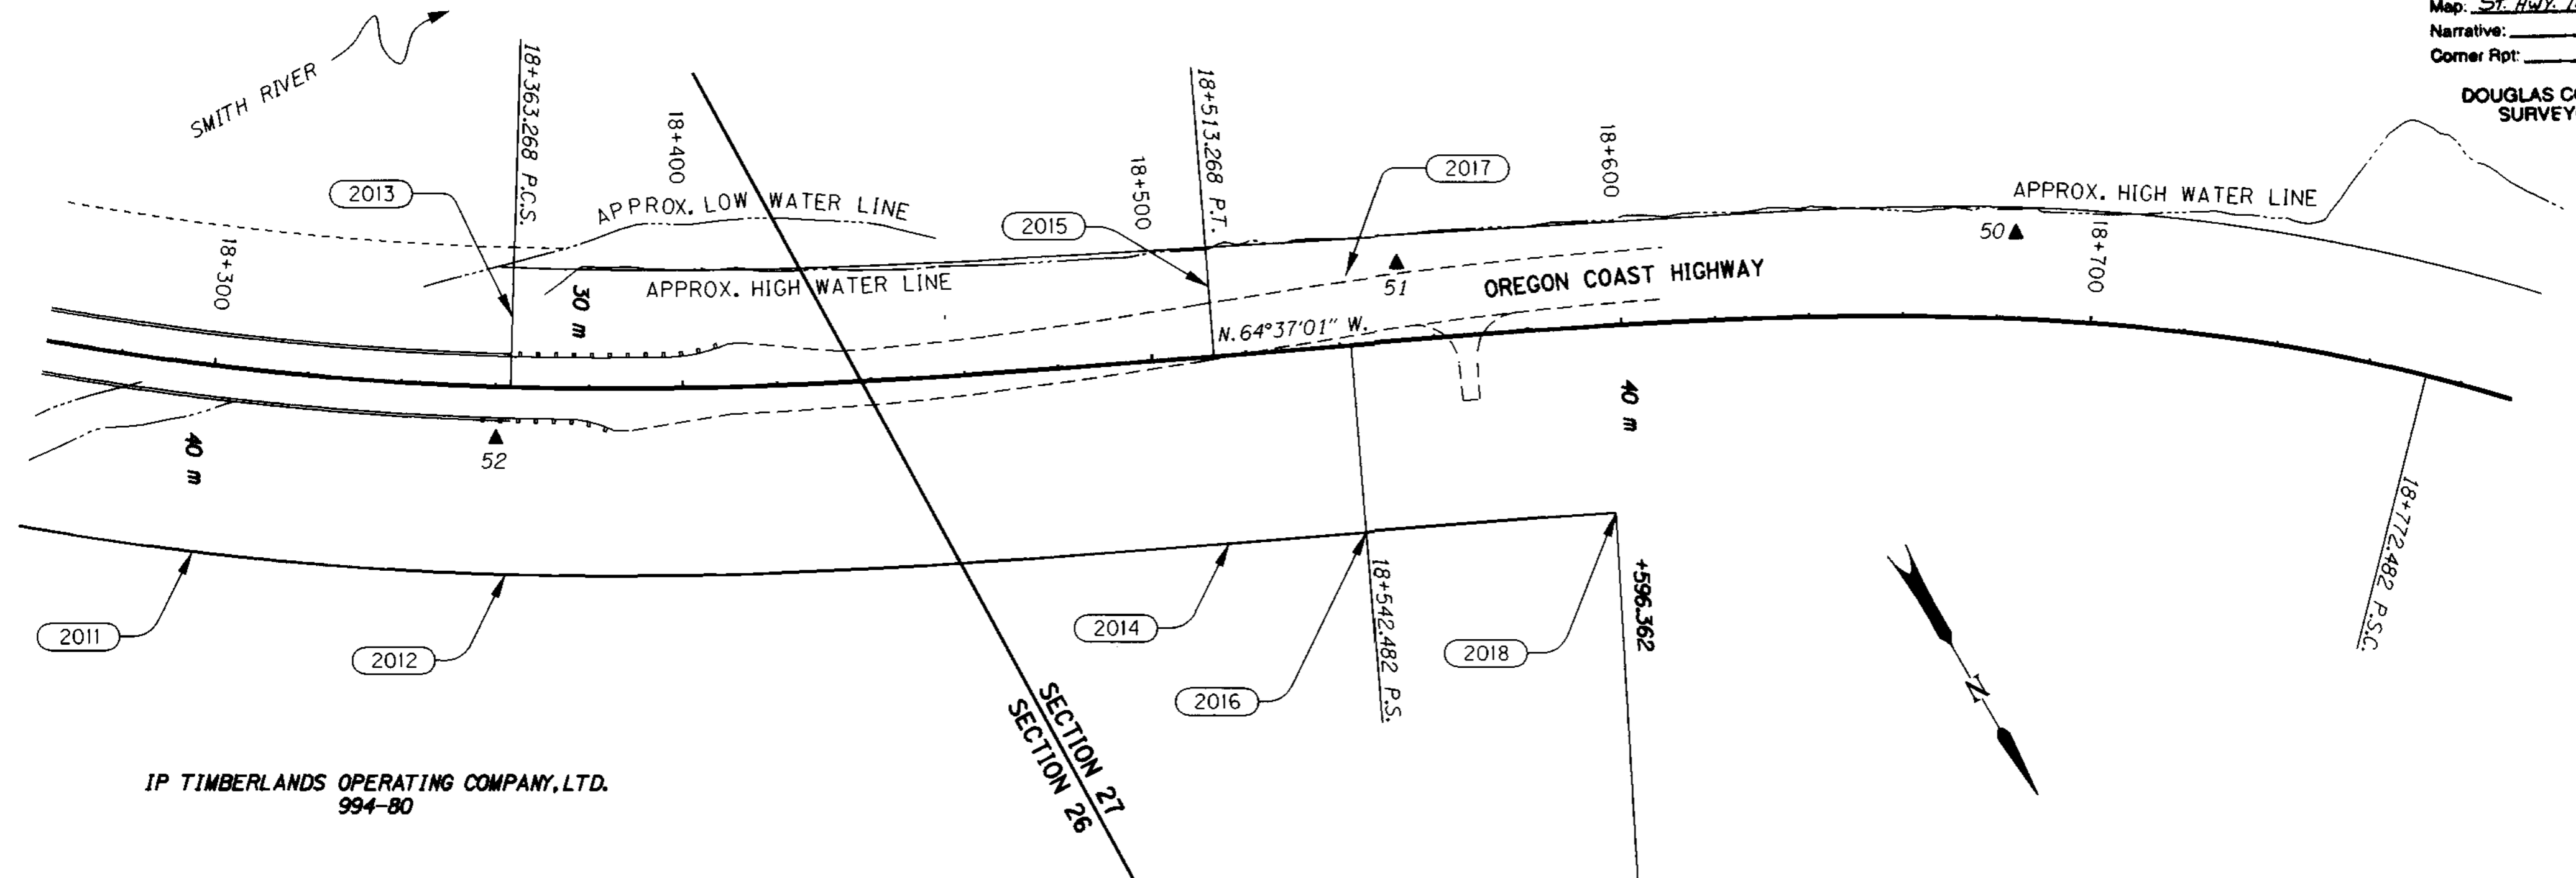 Map: ST. HWY.
Narrative:
Corner Rpt:
DOUGLAS
SURVEY
SMITH RIVER
18+363.268 P.C.S.
18+400
18+513.268 P.T.
18+500
18+600
2013
2017
APPROX. LOW WATER LINE
APPROX. HIGH WATER LINE
2015
50
18+700
18+300
30 m
APPROX. HIGH WATER LINE
51
OREGON COAST HIGHWAY
N. 64°37'01" W.
40 m
52
40 m
18+772.482 P.S.C.
+596.362
18+542.482 P.S.
2011
2012
2014
2018
2016
N
SECTION 27
SECTION 26
IP TIMBERLANDS OPERATING COMPANY, LTD.
994-80